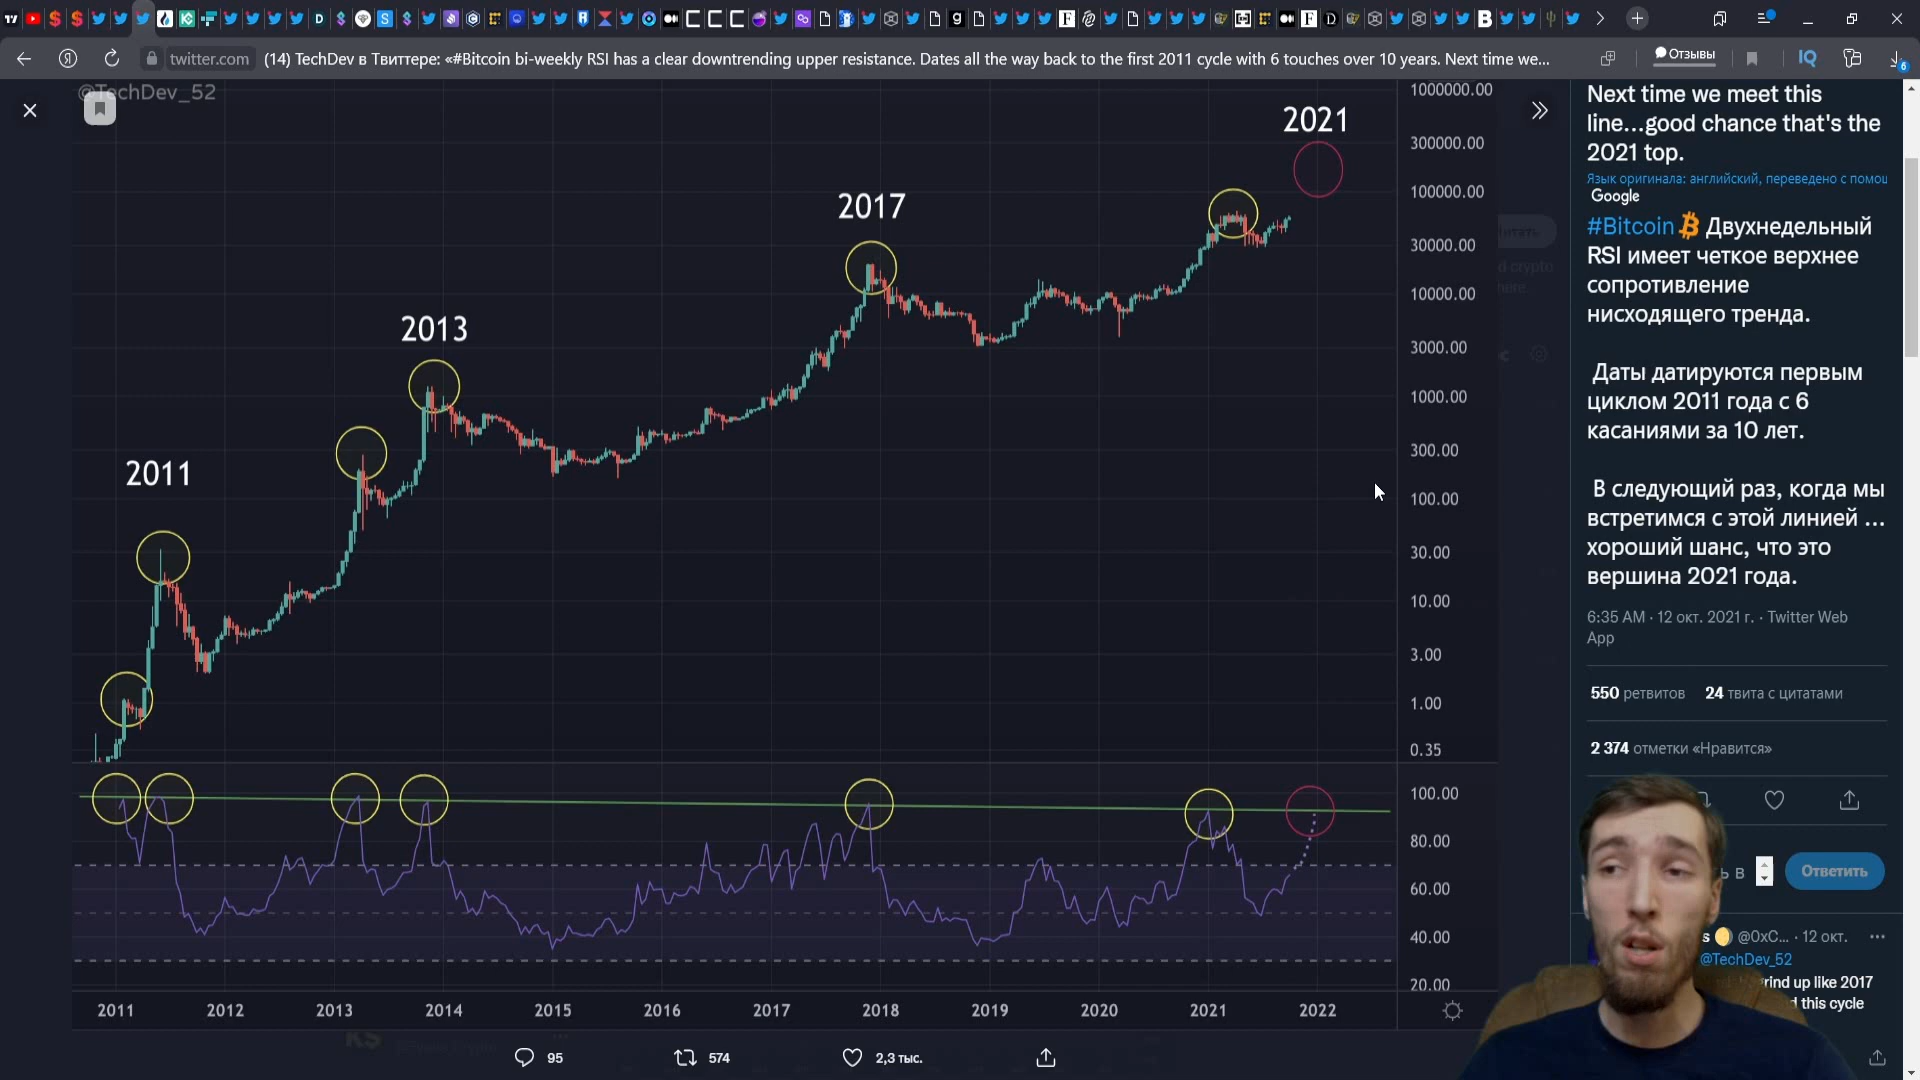 twitter.com
(14) TechDev в Твиттере: «#Bitcoin bi-weekly RSI has a clear downtrending upper resistance. Dates all the way back to the first 2011 cycle with 6 touches over 10 years. Next time we...
Отзывы
IQ
6
@TechDev_52
2011
2013
2017
2021
1000000.00
300000.00
100000.00
30000.00
10000.00
3000.00
1000.00
300.00
100.00
30.00
10.00
3.00
1.00
0.35
100.00
80.00
60.00
40.00
20.00
2011
2012
2013
2014
2015
2016
2017
2018
2019
2020
2021
2022
95
574
2,3 тыс.
Next time we meet this
line…good chance that's the
2021 top.
Язык оригинала: английский, переведено с помощ
Google
#Bitcoin Двухнедельный
RSI имеет четкое верхнее
сопротивление
нисходящего тренда.
Даты датируются первым
циклом 2011 года с 6
касаниями за 10 лет.
В следующий раз, когда мы
встретимся с этой линией ...
хороший шанс, что это
вершина 2021 года.
6:35 AM · 12 окт. 2021 г. · Twitter Web
App
550 ретвитов 24 твита с цитатами
2 374 отметки «Нравится»
ь в
Ответить
s @0xC... · 12 окт.
@TechDev_52
rind up like 2017
d this cycle